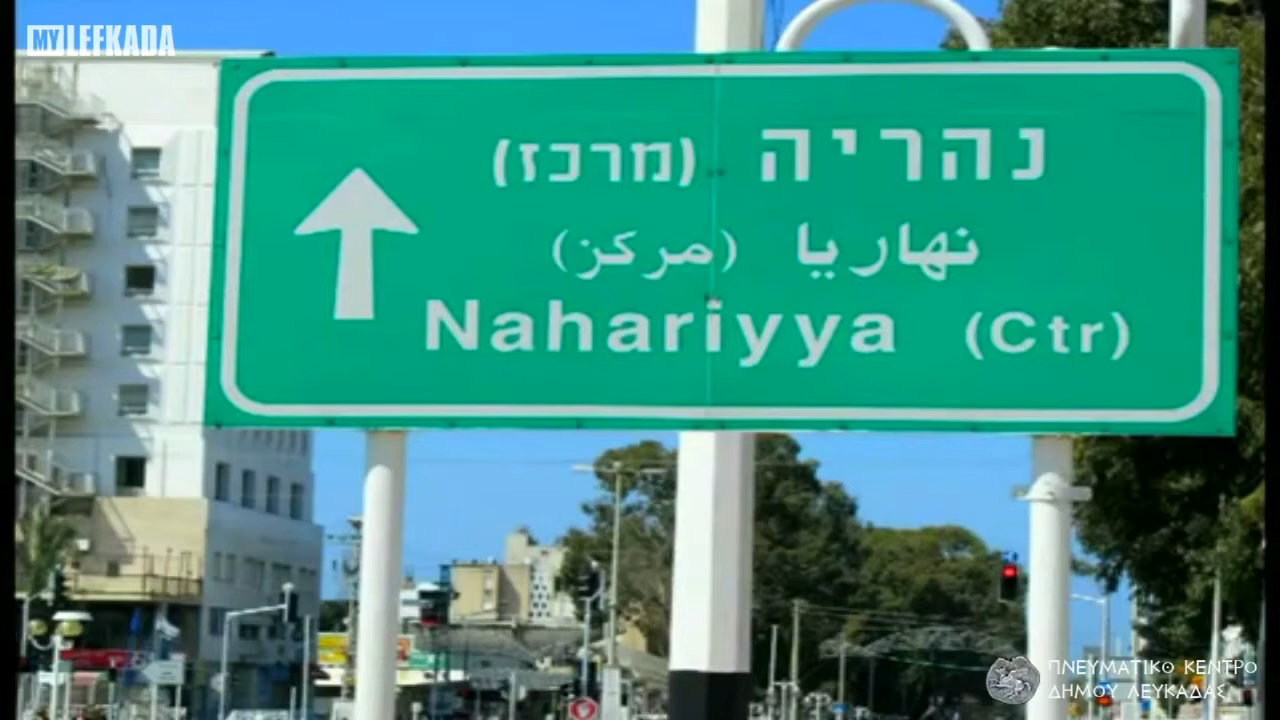 MYLEFKADA
נהריה (מרכז)
نهاريا (مركز)
Nahariyya (Ctr)
ΠΝΕΥΜΑΤΙΚΟ ΚΕΝΤΡΟ
ΔΗΜΟΥ ΛΕΥΚΑΔΑΣ